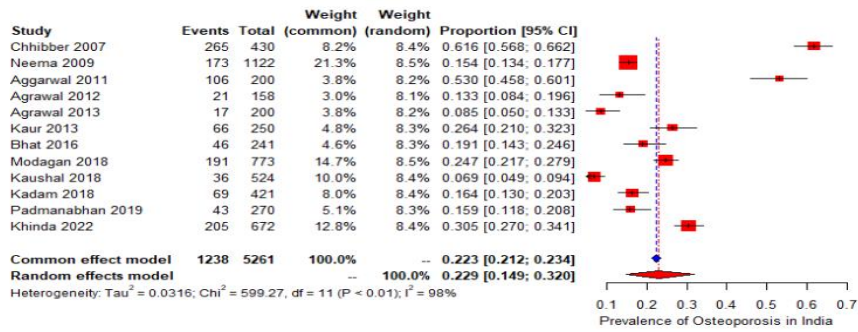 Weight Weight
Study Events Total (common) (random) Proportion [95% CI]
Chhibber 2007 265 430 8.2% 8.4% 0.616 [0.568; 0.662]
Neema 2009 173 1122 21.3% 8.4% 0.154 [0.134; 0.177]
Aggarwal 2011 106 200 3.8% 8.2% 0.530 [0.458; 0.601]
Agrawal 2012 21 158 3.0% 8.1% 0.133 [0.084; 0.196]
Agrawal 2013 17 200 3.8% 8.2% 0.085 [0.050; 0.133]
Kaur 2013 66 250 4.8% 8.3% 0.264 [0.210; 0.323]
Bhat 2016 46 241 4.6% 8.3% 0.191 [0.143; 0.246]
Modagan 2018 191 773 14.7% 8.4% 0.247 [0.217; 0.279]
Kaushal 2018 36 524 10.0% 8.4% 0.069 [0.049; 0.094]
Kadam 2018 69 421 8.0% 8.4% 0.164 [0.130; 0.203]
Padmanabhan 2019 43 270 5.1% 8.3% 0.159 [0.118; 0.208]
Khinda 2022 205 672 12.8% 8.4% 0.305 [0.270; 0.341]
Common effect model 1238 5261 100.0% -- 0.223 [0.212; 0.234]
Random effects model -- 100.0% 0.229 [0.149; 0.320]
Heterogeneity: Tau² = 0.0316; Chi² = 599.27, df = 11 (P < 0.01); I² = 98%
0.1 0.2 0.3 0.4 0.5 0.6 0.7
Prevalence of Osteoporosis in India